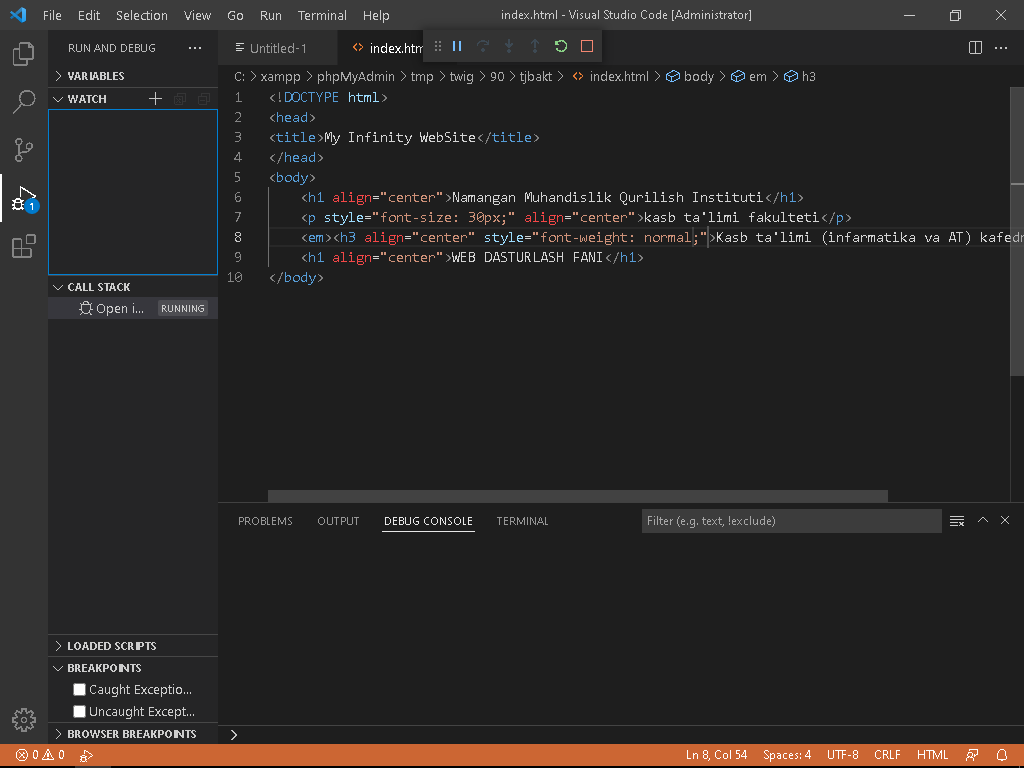 File Edit Selection View Go Run Terminal Help index.html - Visual Studio Code [Administrator]
RUN AND DEBUG ...
Untitled-1 index.htm
VARIABLES
WATCH
C: > xampp > phpMyAdmin > tmp > twig > 90 > tjbakt > <> index.html > body > em > h3
1 <!DOCTYPE html>
2 <head>
3 <title>My Infinity WebSite</title>
4 </head>
5 <body>
6 <h1 align="center">Namangan Muhandislik Qurilish Instituti</h1>
7 <p style="font-size: 30px;" align="center">kasb ta'limi fakulteti</p>
8 <em><h3 align="center" style="font-weight: normal;">Kasb ta'limi (infarmatika va AT) kafedr
9 <h1 align="center">WEB DASTURLASH FANI</h1>
10 </body>
1
CALL STACK
Open i... RUNNING
PROBLEMS OUTPUT DEBUG CONSOLE TERMINAL Filter (e.g. text, !exclude)
LOADED SCRIPTS
BREAKPOINTS
Caught Exceptio...
Uncaught Except...
BROWSER BREAKPOINTS
0 0 Ln 8, Col 54 Spaces: 4 UTF-8 CRLF HTML